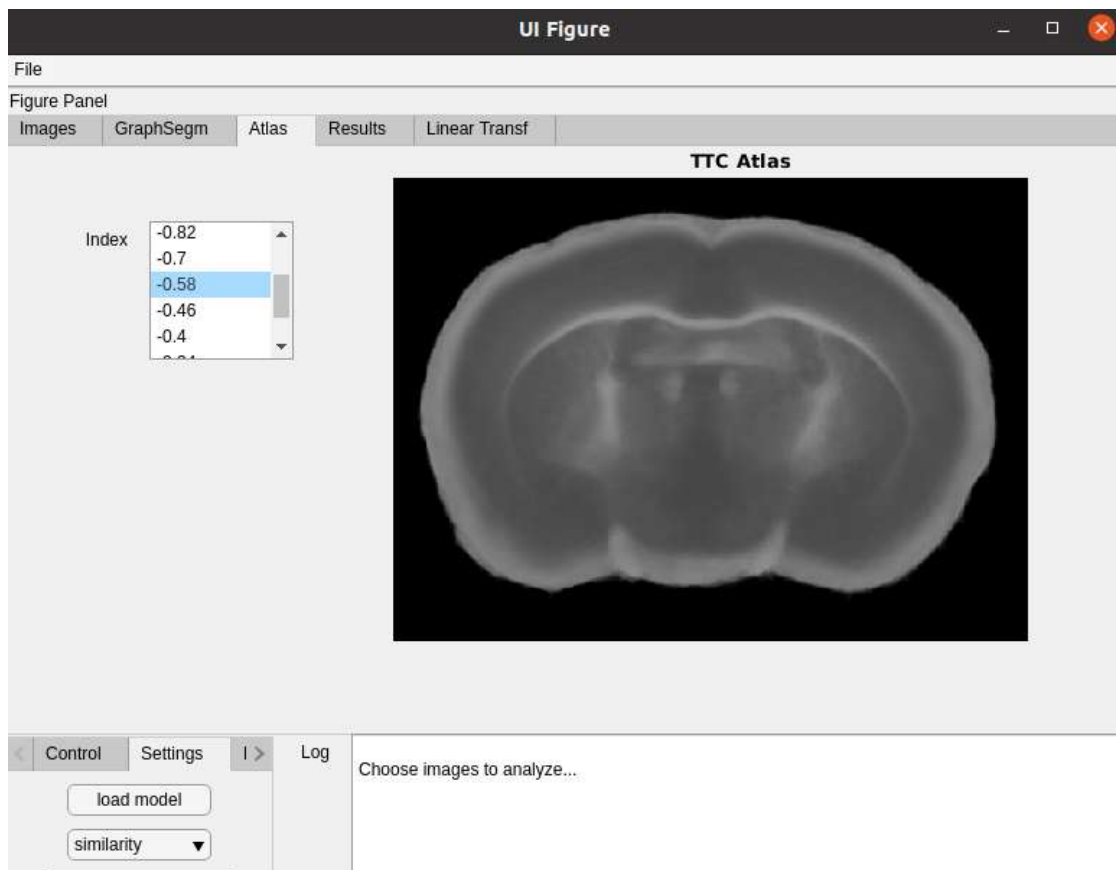 UI Figure
File
Figure Panel
Images GraphSegm Atlas Results Linear Transf
TTC Atlas
Index
-0.82
-0.7
-0.58
-0.46
-0.4
Control Settings
Log
Choose images to analyze...
load model
similarity